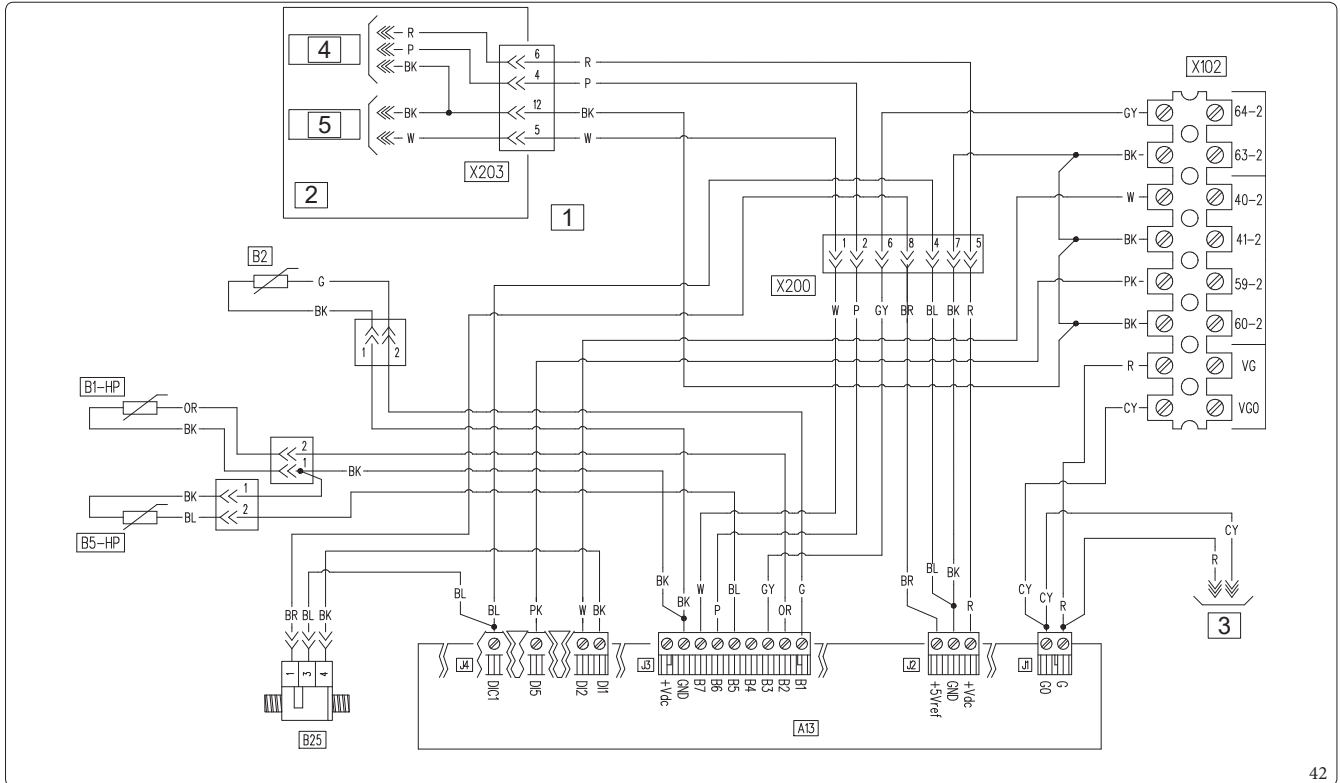 4
R
P
BK
5
BK
W
2
6
4
12
5
X203
R
P
BK
W
1
X102
GY
64-2
BK
63-2
W
40-2
BK
41-2
PK
59-2
BK
60-2
R
VG
CY
VG0
1 2 6 8 4 7 5
X200
W P GY BR BL BK R
B2
G
BK
1 2
B1-HP
OR
BK
2
1
BK
BK
BL
1
2
B5-HP
BR BL BK
BL
1 3 4
B25
BL
PK
W BK
BK
BK
W
P
BL
GY
OR
G
BR
BL
BK
R
CY
CY
R
R
CY
3
J4
DIC1
DI5
DI2
DI1
J3
+Vdc
GND
B7
B6
B5
B4
B3
B2
B1
J2
+5Vref
GND
+Vdc
J1
G0
G
A13
42